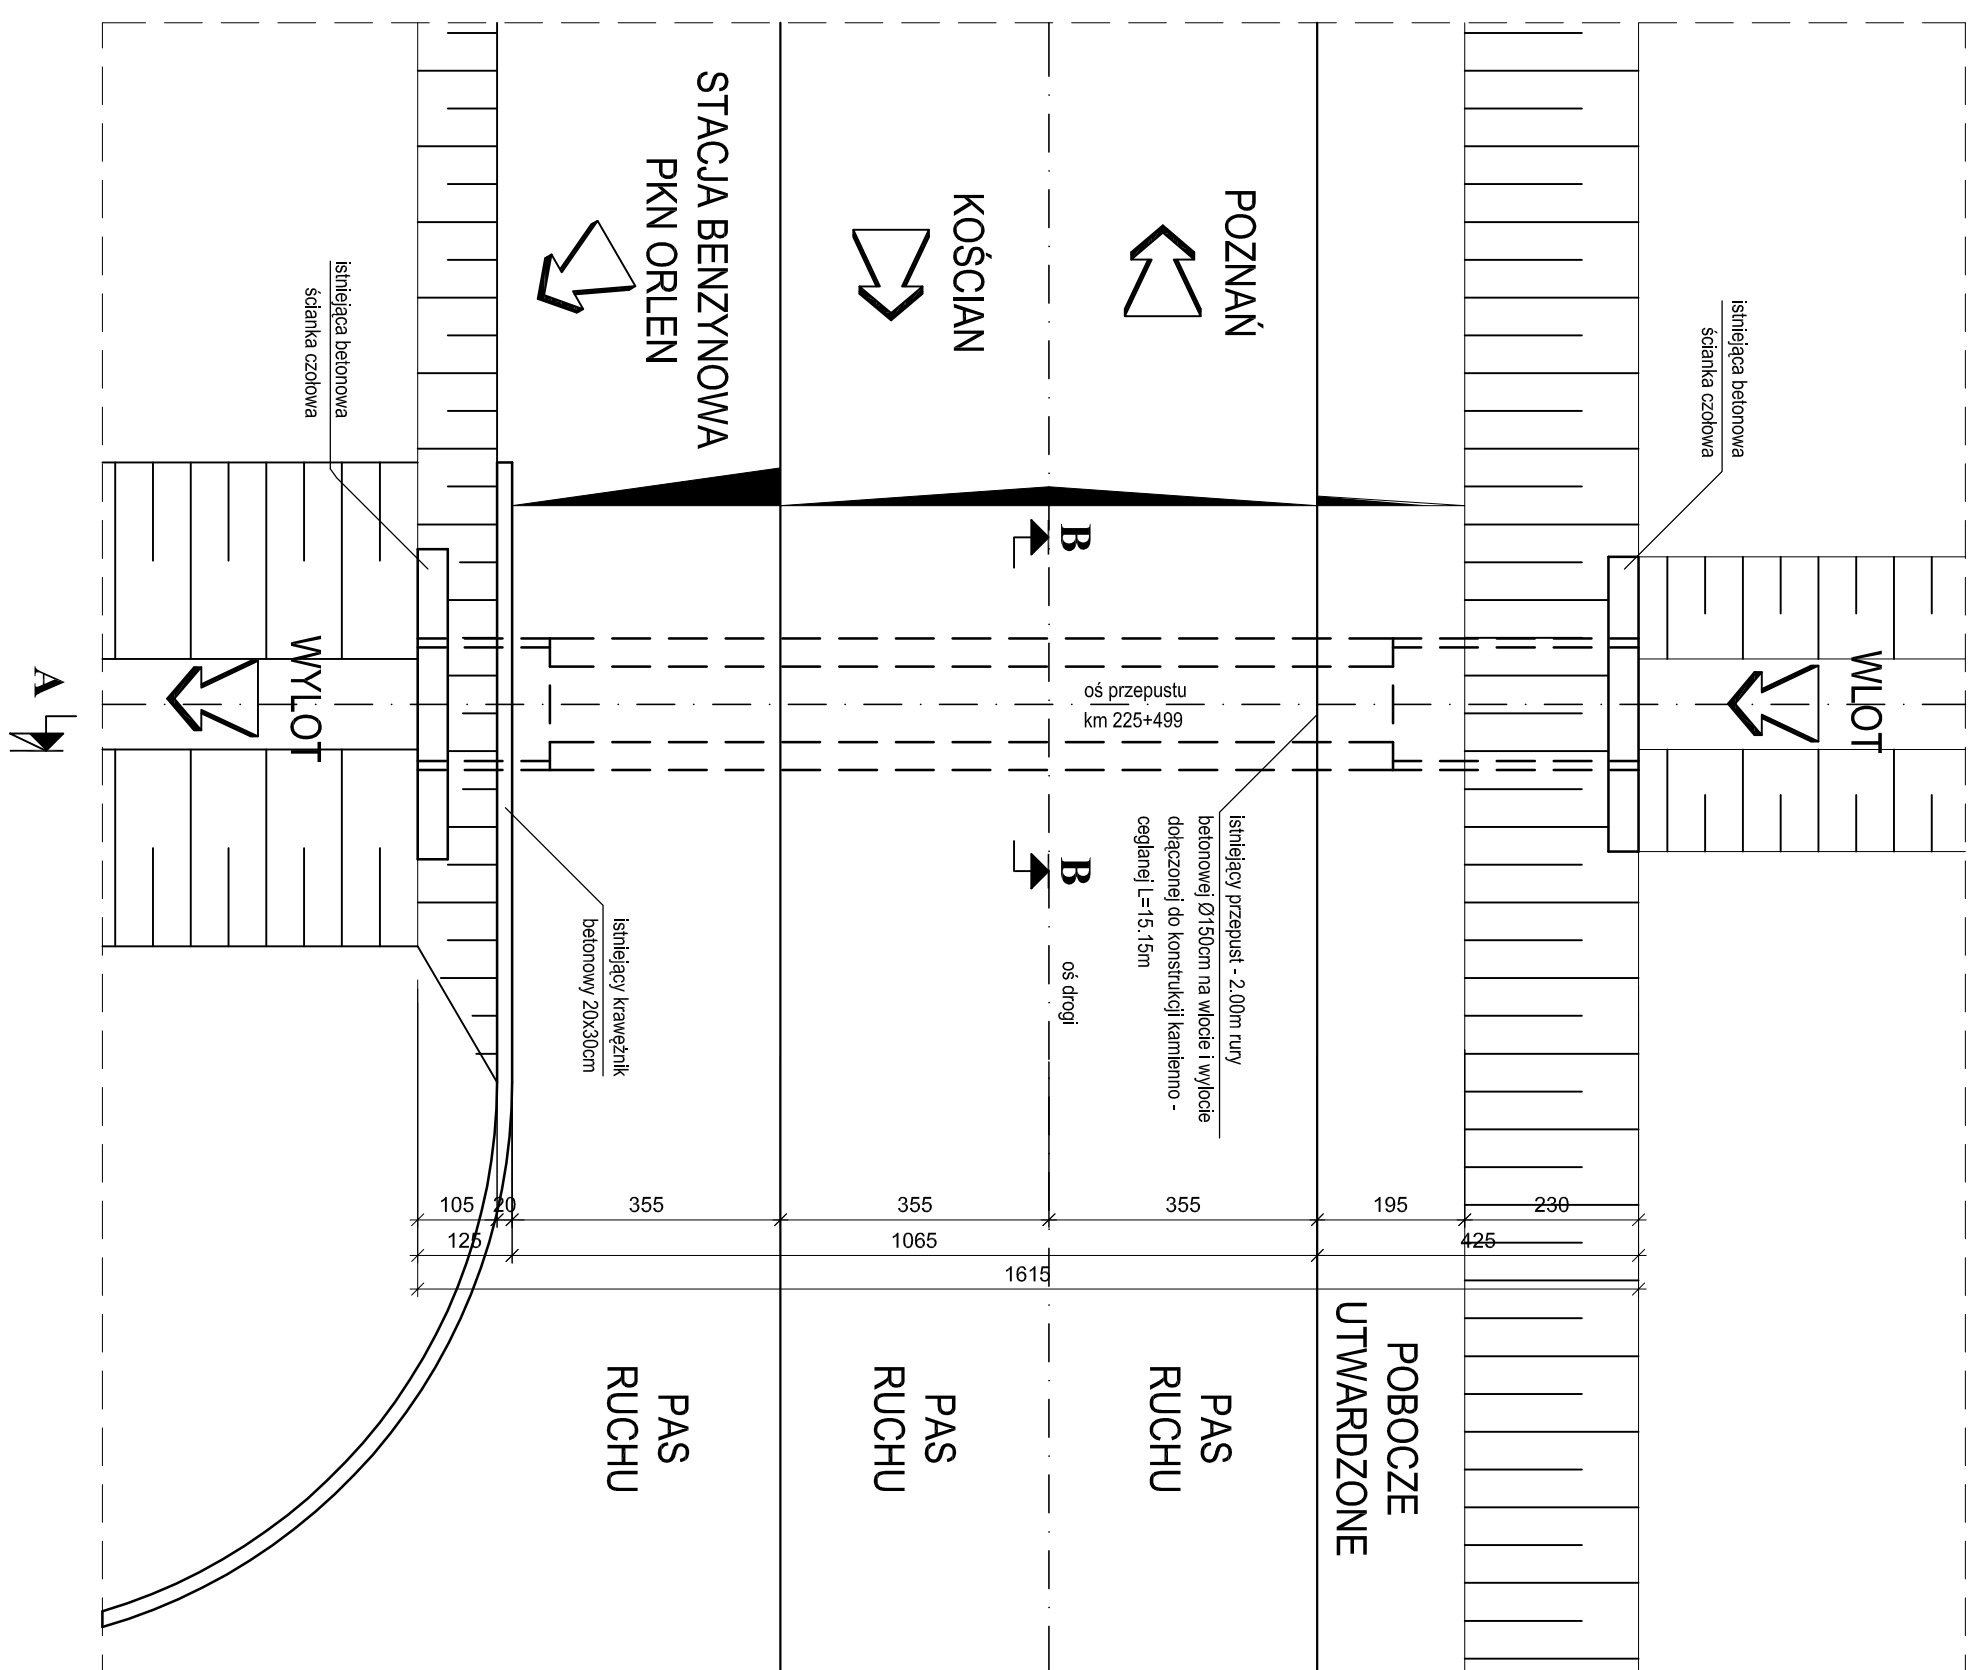 STACJA BENZYNOWA
PKN ORLEN
KOŚCIAN
POZNAŃ
istniejąca betonowa
ścianka czołowa
istniejąca betonowa
ścianka czołowa
B
WYLOT
A
oś przepustu
km 225+499
WLOT
B
istniejący przepust - 2.00m rury
betonowej Ø150cm na wlocie i wylocie
dołączonej do konstrukcji kamienno -
ceglanej L=15.15m
istniejący krawężnik
betonowy 20x30cm
oś drogi
105 20 355 355 355 195 230
125 1065 425
1615
PAS
RUCHU
PAS
RUCHU
PAS
RUCHU
POBOCZE
UTWARDZONE